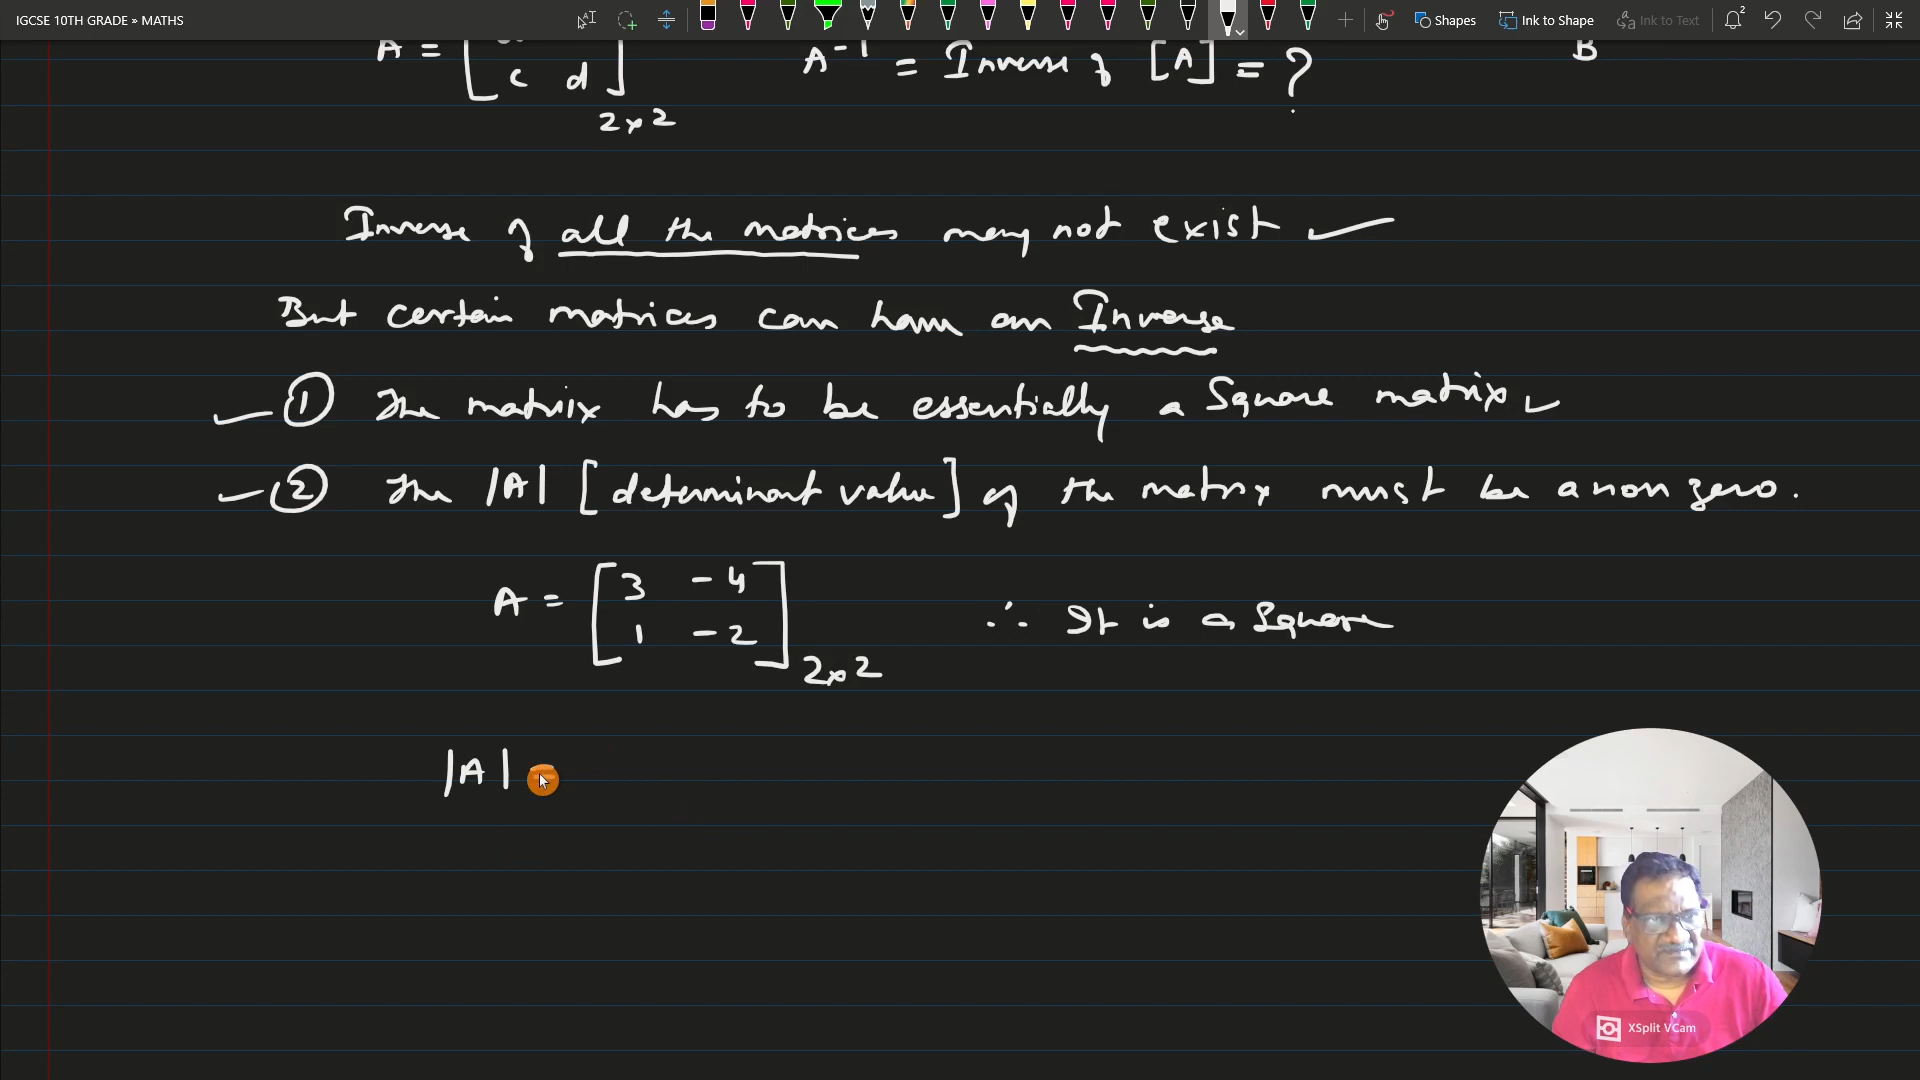 IGCSE 10TH GRADE » MATHS
Shapes Ink to Shape Ink to Text 2
A =
c d
2x2
A-1 = Inverse of [A] = ?
B
Inverse of all the matrices may not exist
But certain matrices can have an Inverse
① The matrix has to be essentially a Square matrix
② The |A| [determinant value] of the matrix must be a non zero.
A = [3 -4
1 -2] 2x2
∴ It is a Square
|A| =
XSplit VCam